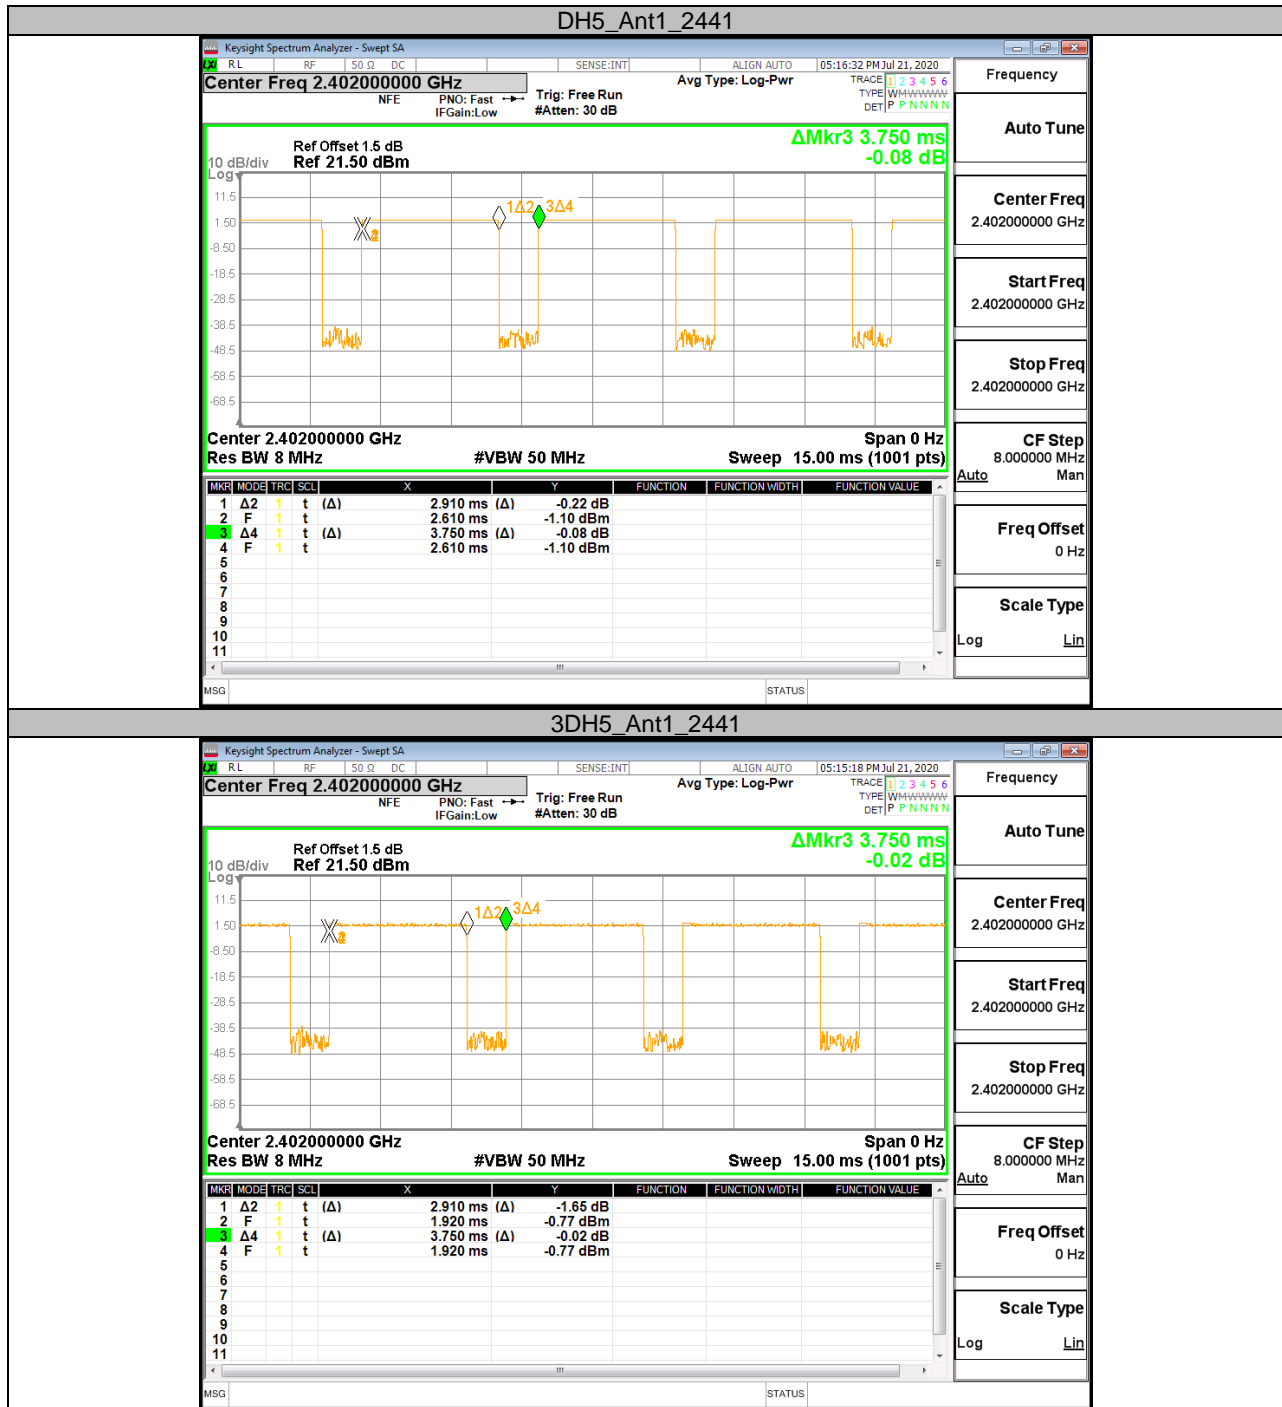 DH5_Ant1_2441
Keysight Spectrum Analyzer - Swept SA
LXI RL RF 50 Ω DC SENSE:INT ALIGN AUTO 05:16:32 PM Jul 21, 2020
Center Freq 2.402000000 GHz Avg Type: Log-Pwr TRACE 1 2 3 4 5 6
NFE PNO: Fast Trig: Free Run TYPE WMWWWW
IFGain:Low #Atten: 30 dB DET P P N N N N
Frequency
Auto Tune
ΔMkr3 3.750 ms
-0.08 dB
Ref Offset 1.5 dB
10 dB/div Ref 21.50 dBm
Log
11.5
1.50
-8.50
-18.5
-28.5
-38.5
-48.5
-58.5
-68.5
1Δ2 3Δ4
Center 2.402000000 GHz Span 0 Hz
Res BW 8 MHz #VBW 50 MHz Sweep 15.00 ms (1001 pts)
Center Freq
2.402000000 GHz
Start Freq
2.402000000 GHz
Stop Freq
2.402000000 GHz
CF Step
8.000000 MHz
Auto Man
Freq Offset
0 Hz
Scale Type
Log Lin
MKR MODE TRC SCL X Y FUNCTION FUNCTION WIDTH FUNCTION VALUE
1 Δ2 1 t (Δ) 2.910 ms (Δ) -0.22 dB
2 F 1 t 2.610 ms -1.10 dBm
3 Δ4 1 t (Δ) 3.750 ms (Δ) -0.08 dB
4 F 1 t 2.610 ms -1.10 dBm
5
6
7
8
9
10
11
MSG STATUS
3DH5_Ant1_2441
Keysight Spectrum Analyzer - Swept SA
LXI RL RF 50 Ω DC SENSE:INT ALIGN AUTO 05:15:18 PM Jul 21, 2020
Center Freq 2.402000000 GHz Avg Type: Log-Pwr TRACE 1 2 3 4 5 6
NFE PNO: Fast Trig: Free Run TYPE WMWWWW
IFGain:Low #Atten: 30 dB DET P P N N N N
Frequency
Auto Tune
ΔMkr3 3.750 ms
-0.02 dB
Ref Offset 1.5 dB
10 dB/div Ref 21.50 dBm
Log
11.5
1.50
-8.50
-18.5
-28.5
-38.5
-48.5
-58.5
-68.5
1Δ2 3Δ4
Center 2.402000000 GHz Span 0 Hz
Res BW 8 MHz #VBW 50 MHz Sweep 15.00 ms (1001 pts)
Center Freq
2.402000000 GHz
Start Freq
2.402000000 GHz
Stop Freq
2.402000000 GHz
CF Step
8.000000 MHz
Auto Man
Freq Offset
0 Hz
Scale Type
Log Lin
MKR MODE TRC SCL X Y FUNCTION FUNCTION WIDTH FUNCTION VALUE
1 Δ2 1 t (Δ) 2.910 ms (Δ) -1.65 dB
2 F 1 t 1.920 ms -0.77 dBm
3 Δ4 1 t (Δ) 3.750 ms (Δ) -0.02 dB
4 F 1 t 1.920 ms -0.77 dBm
5
6
7
8
9
10
11
MSG STATUS